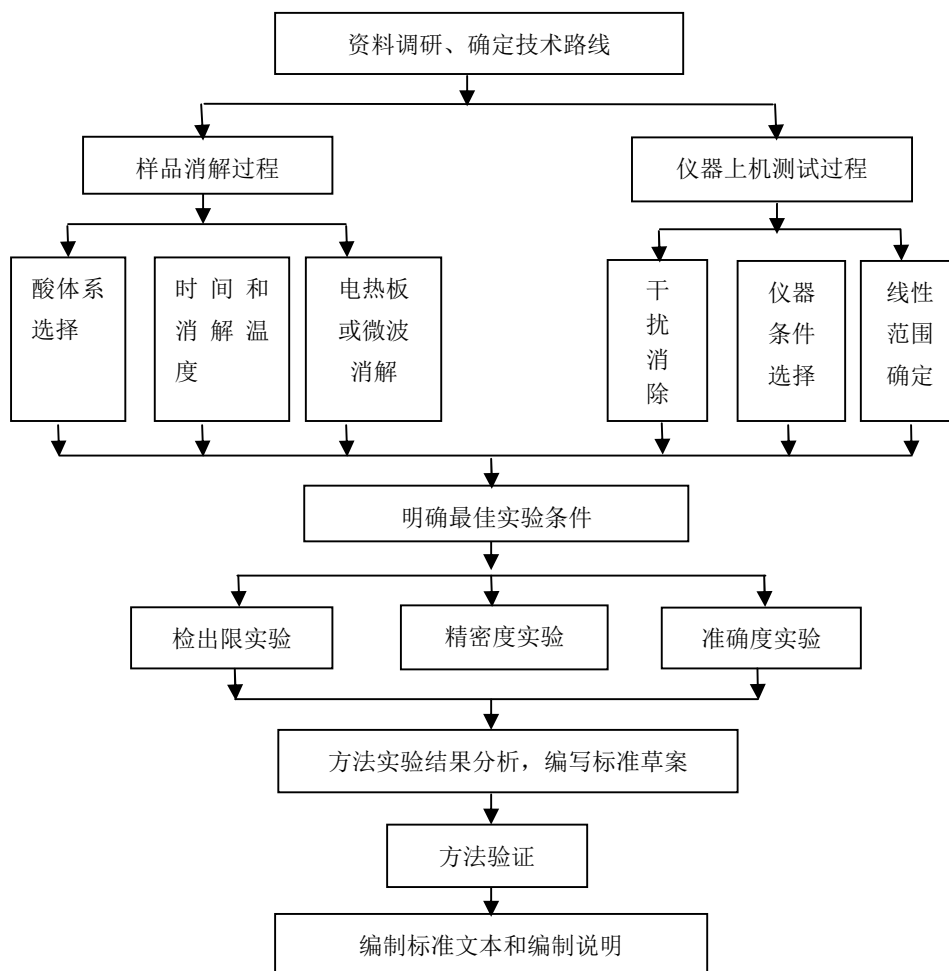 资料调研、确定技术路线
样品消解过程
仪器上机测试过程
酸体系
选择
时间和
消解温
度
电热板
或微波
消解
干
扰
消
除
仪器
条件
选择
线性
范围
确定
明确最佳实验条件
检出限实验
精密度实验
准确度实验
方法实验结果分析，编写标准草案
方法验证
编制标准文本和编制说明